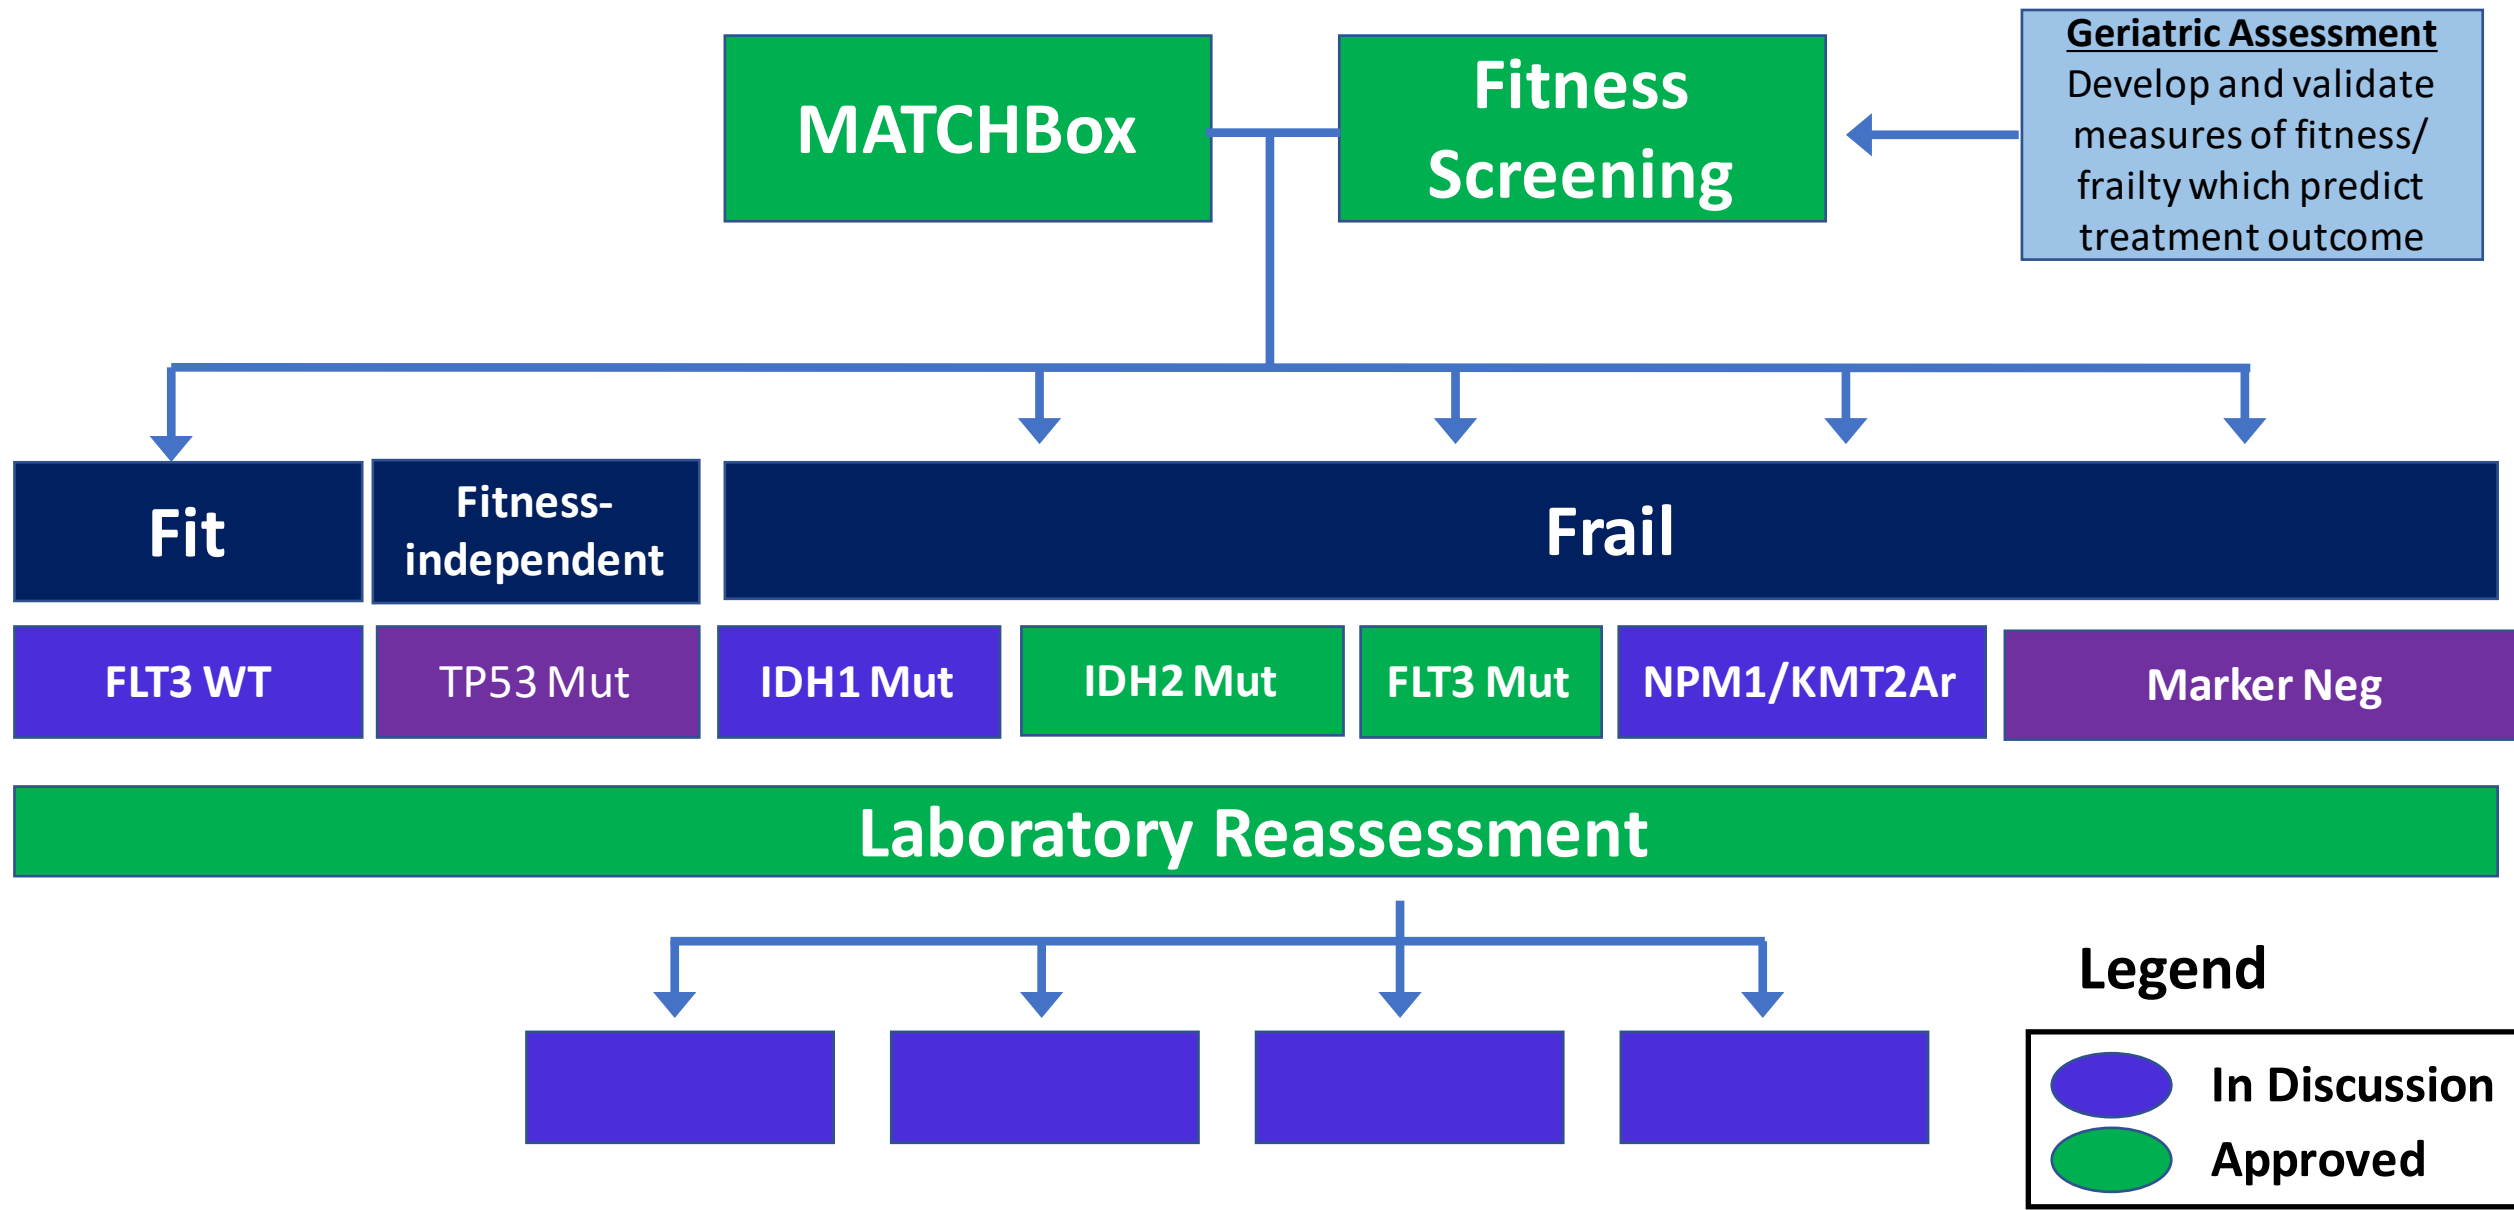 MATCHBox
Fitness
Screening
Geriatric Assessment
Develop and validate
measures of fitness/
frailty which predict
treatment outcome
Fit
Fitness-
independent
Frail
FLT3 WT
TP53 Mut
IDH1 Mut
IDH2 Mut
FLT3 Mut
NPM1/KMT2Ar
Marker Neg
Laboratory Reassessment
Legend
In Discussion
Approved